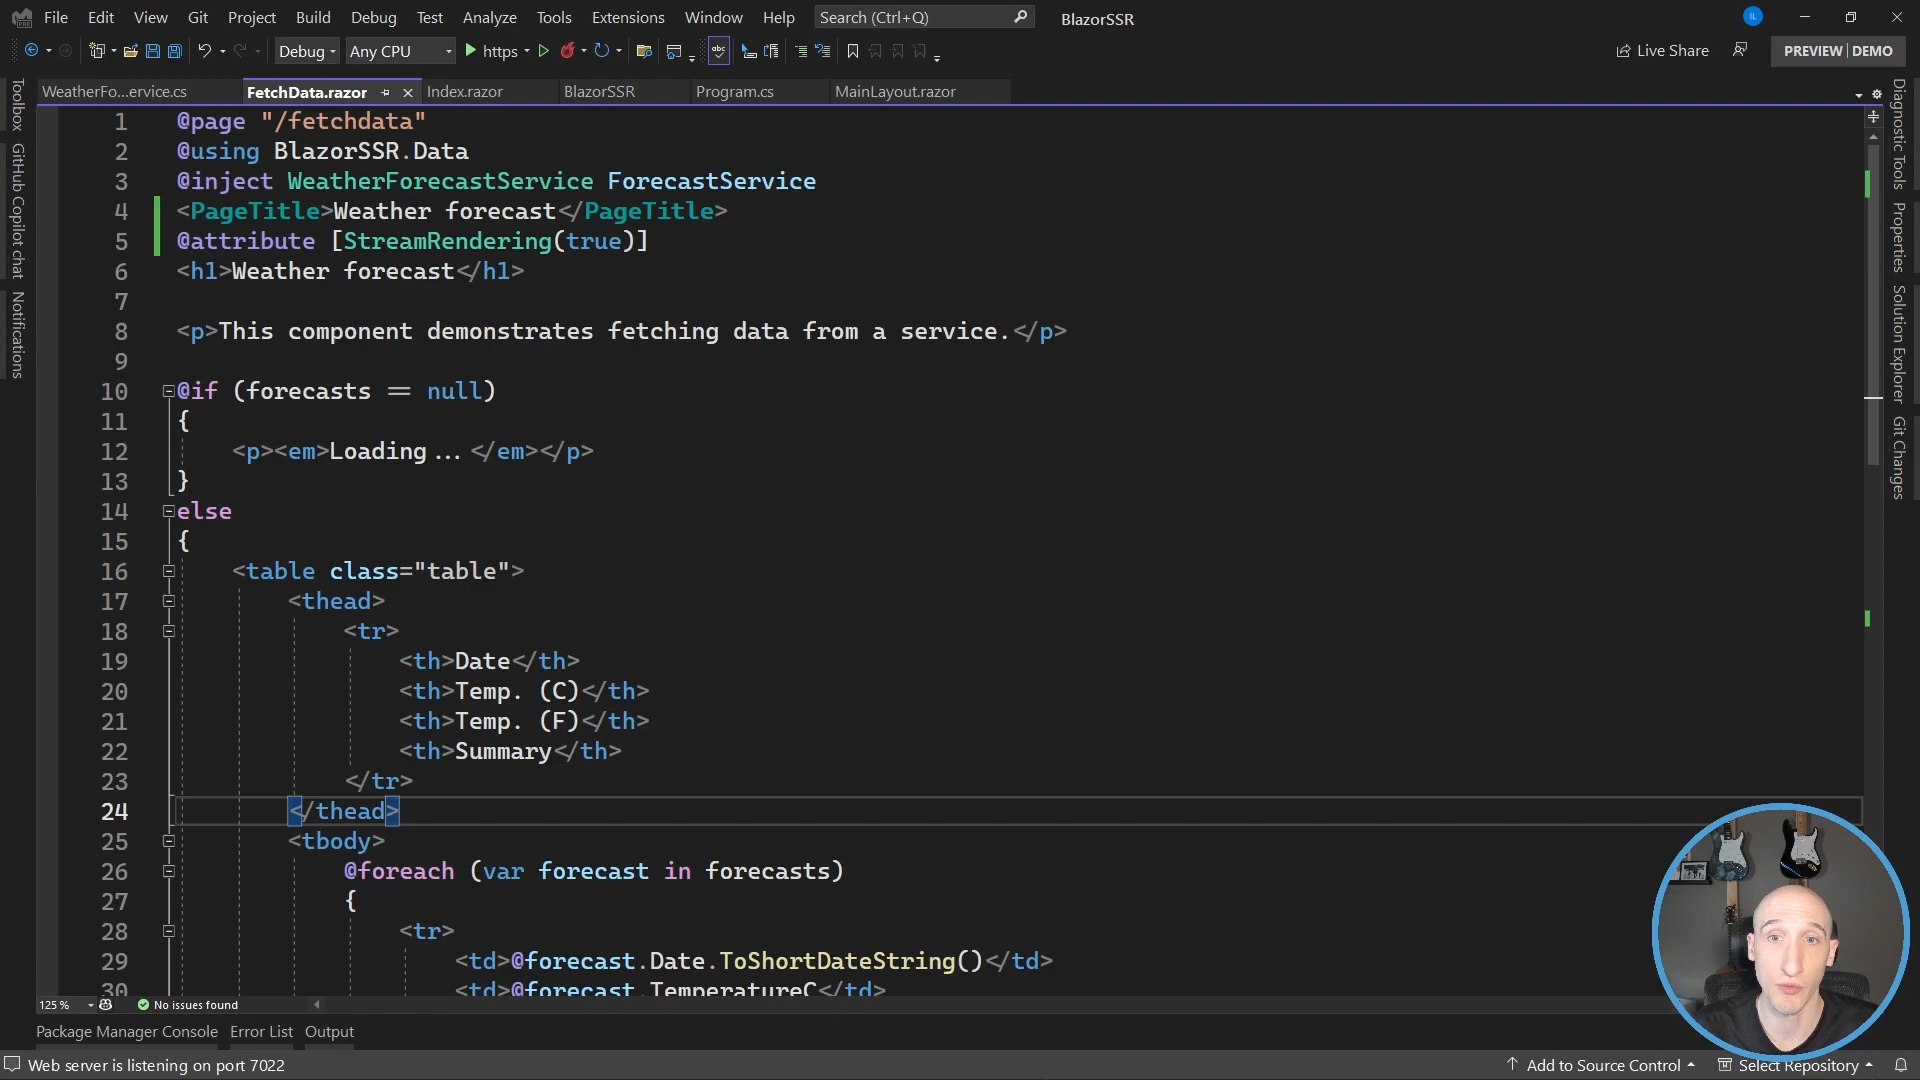 File Edit View Git Project Build Debug Test Analyze Tools Extensions Window Help Search (Ctrl+Q) BlazorSSR
Debug Any CPU https Live Share PREVIEW | DEMO
WeatherFo...ervice.cs FetchData.razor Index.razor BlazorSSR Program.cs MainLayout.razor
Toolbox
GitHub Copilot chat
Notifications
1 @page "/fetchdata"
2 @using BlazorSSR.Data
3 @inject WeatherForecastService ForecastService
4 <PageTitle>Weather forecast</PageTitle>
5 @attribute [StreamRendering(true)]
6 <h1>Weather forecast</h1>
7
8 <p>This component demonstrates fetching data from a service.</p>
9
10 @if (forecasts == null)
11 {
12 <p><em>Loading...</em></p>
13 }
14 else
15 {
16 <table class="table">
17 <thead>
18 <tr>
19 <th>Date</th>
20 <th>Temp. (C)</th>
21 <th>Temp. (F)</th>
22 <th>Summary</th>
23 </tr>
24 </thead>
25 <tbody>
26 @foreach (var forecast in forecasts)
27 {
28 <tr>
29 <td>@forecast.Date.ToShortDateString()</td>
30 <td>@forecast.TemperatureC</td>
Diagnostic Tools
Properties
Solution Explorer
Git Changes
125 % No issues found
Package Manager Console Error List Output
Web server is listening on port 7022 Add to Source Control Select Repository